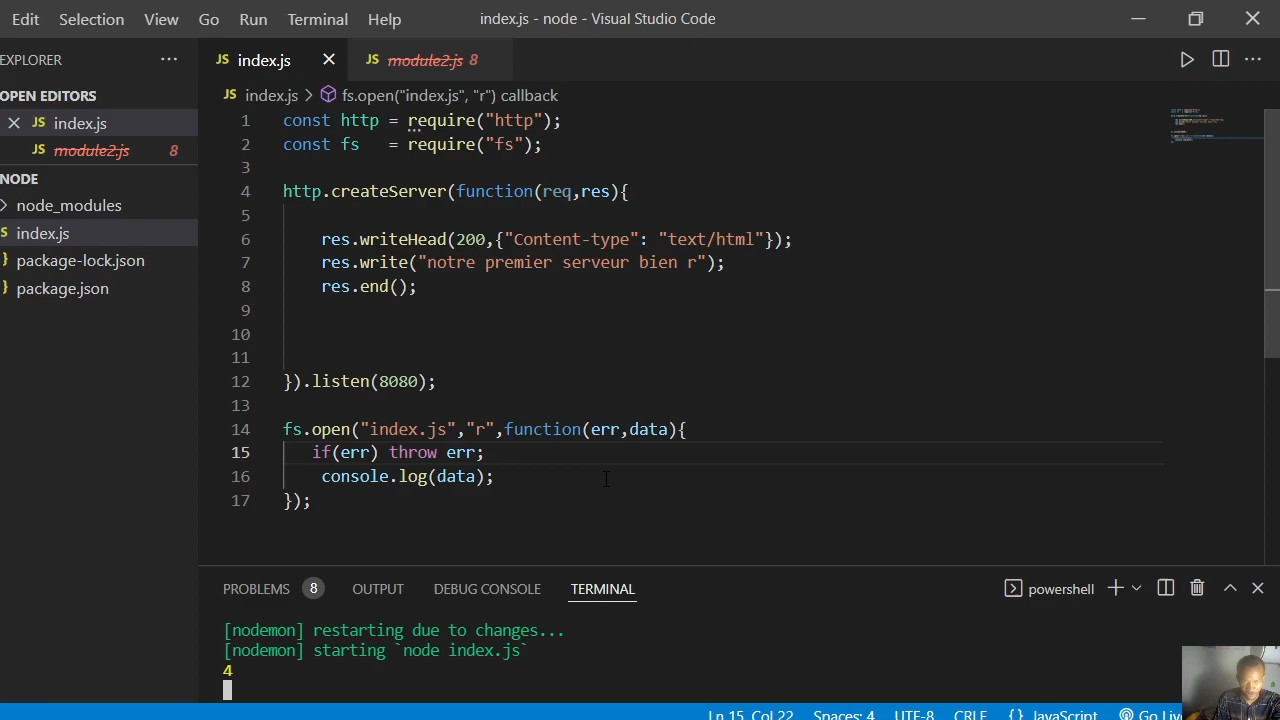 Edit Selection View Go Run Terminal Help index.js - node - Visual Studio Code
EXPLORER ...
JS index.js
JS module2.js 8
OPEN EDITORS
JS index.js
JS module2.js 8
NODE
node_modules
index.js
package-lock.json
package.json
JS index.js > fs.open("index.js", "r") callback
1 const http = require("http");
2 const fs = require("fs");
3
4 http.createServer(function(req,res){
5
6 res.writeHead(200,{"Content-type": "text/html"});
7 res.write("notre premier serveur bien r");
8 res.end();
9
10
11
12 }).listen(8080);
13
14 fs.open("index.js","r",function(err,data){
15 if(err) throw err;
16 console.log(data);
17 });
PROBLEMS 8 OUTPUT DEBUG CONSOLE TERMINAL powershell
[nodemon] restarting due to changes...
[nodemon] starting `node index.js`
4
Ln 15, Col 22 Spaces: 4 UTF-8 CRLF {} JavaScript Go Live